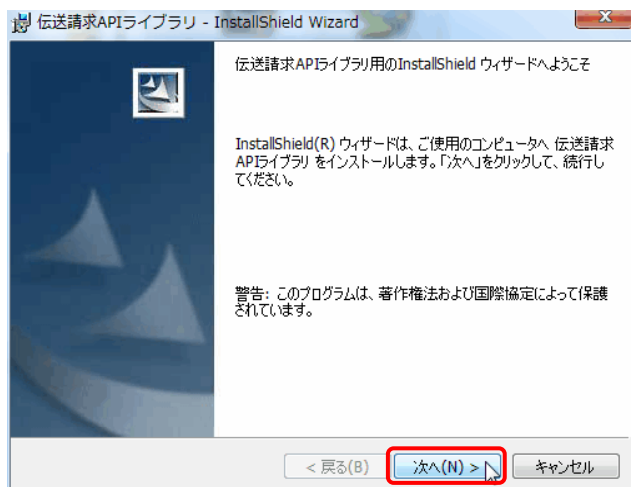 伝送請求APIライブラリ - InstallShield Wizard
伝送請求APIライブラリ用のInstallShield ウィザードへようこそ
InstallShield(R) ウィザードは、ご使用のコンピュータへ 伝送請求
APIライブラリ をインストールします。「次へ」をクリックして、続行し
てください。
警告: このプログラムは、著作権法および国際協定によって保護
されています。
< 戻る(B)
次へ(N) >
キャンセル